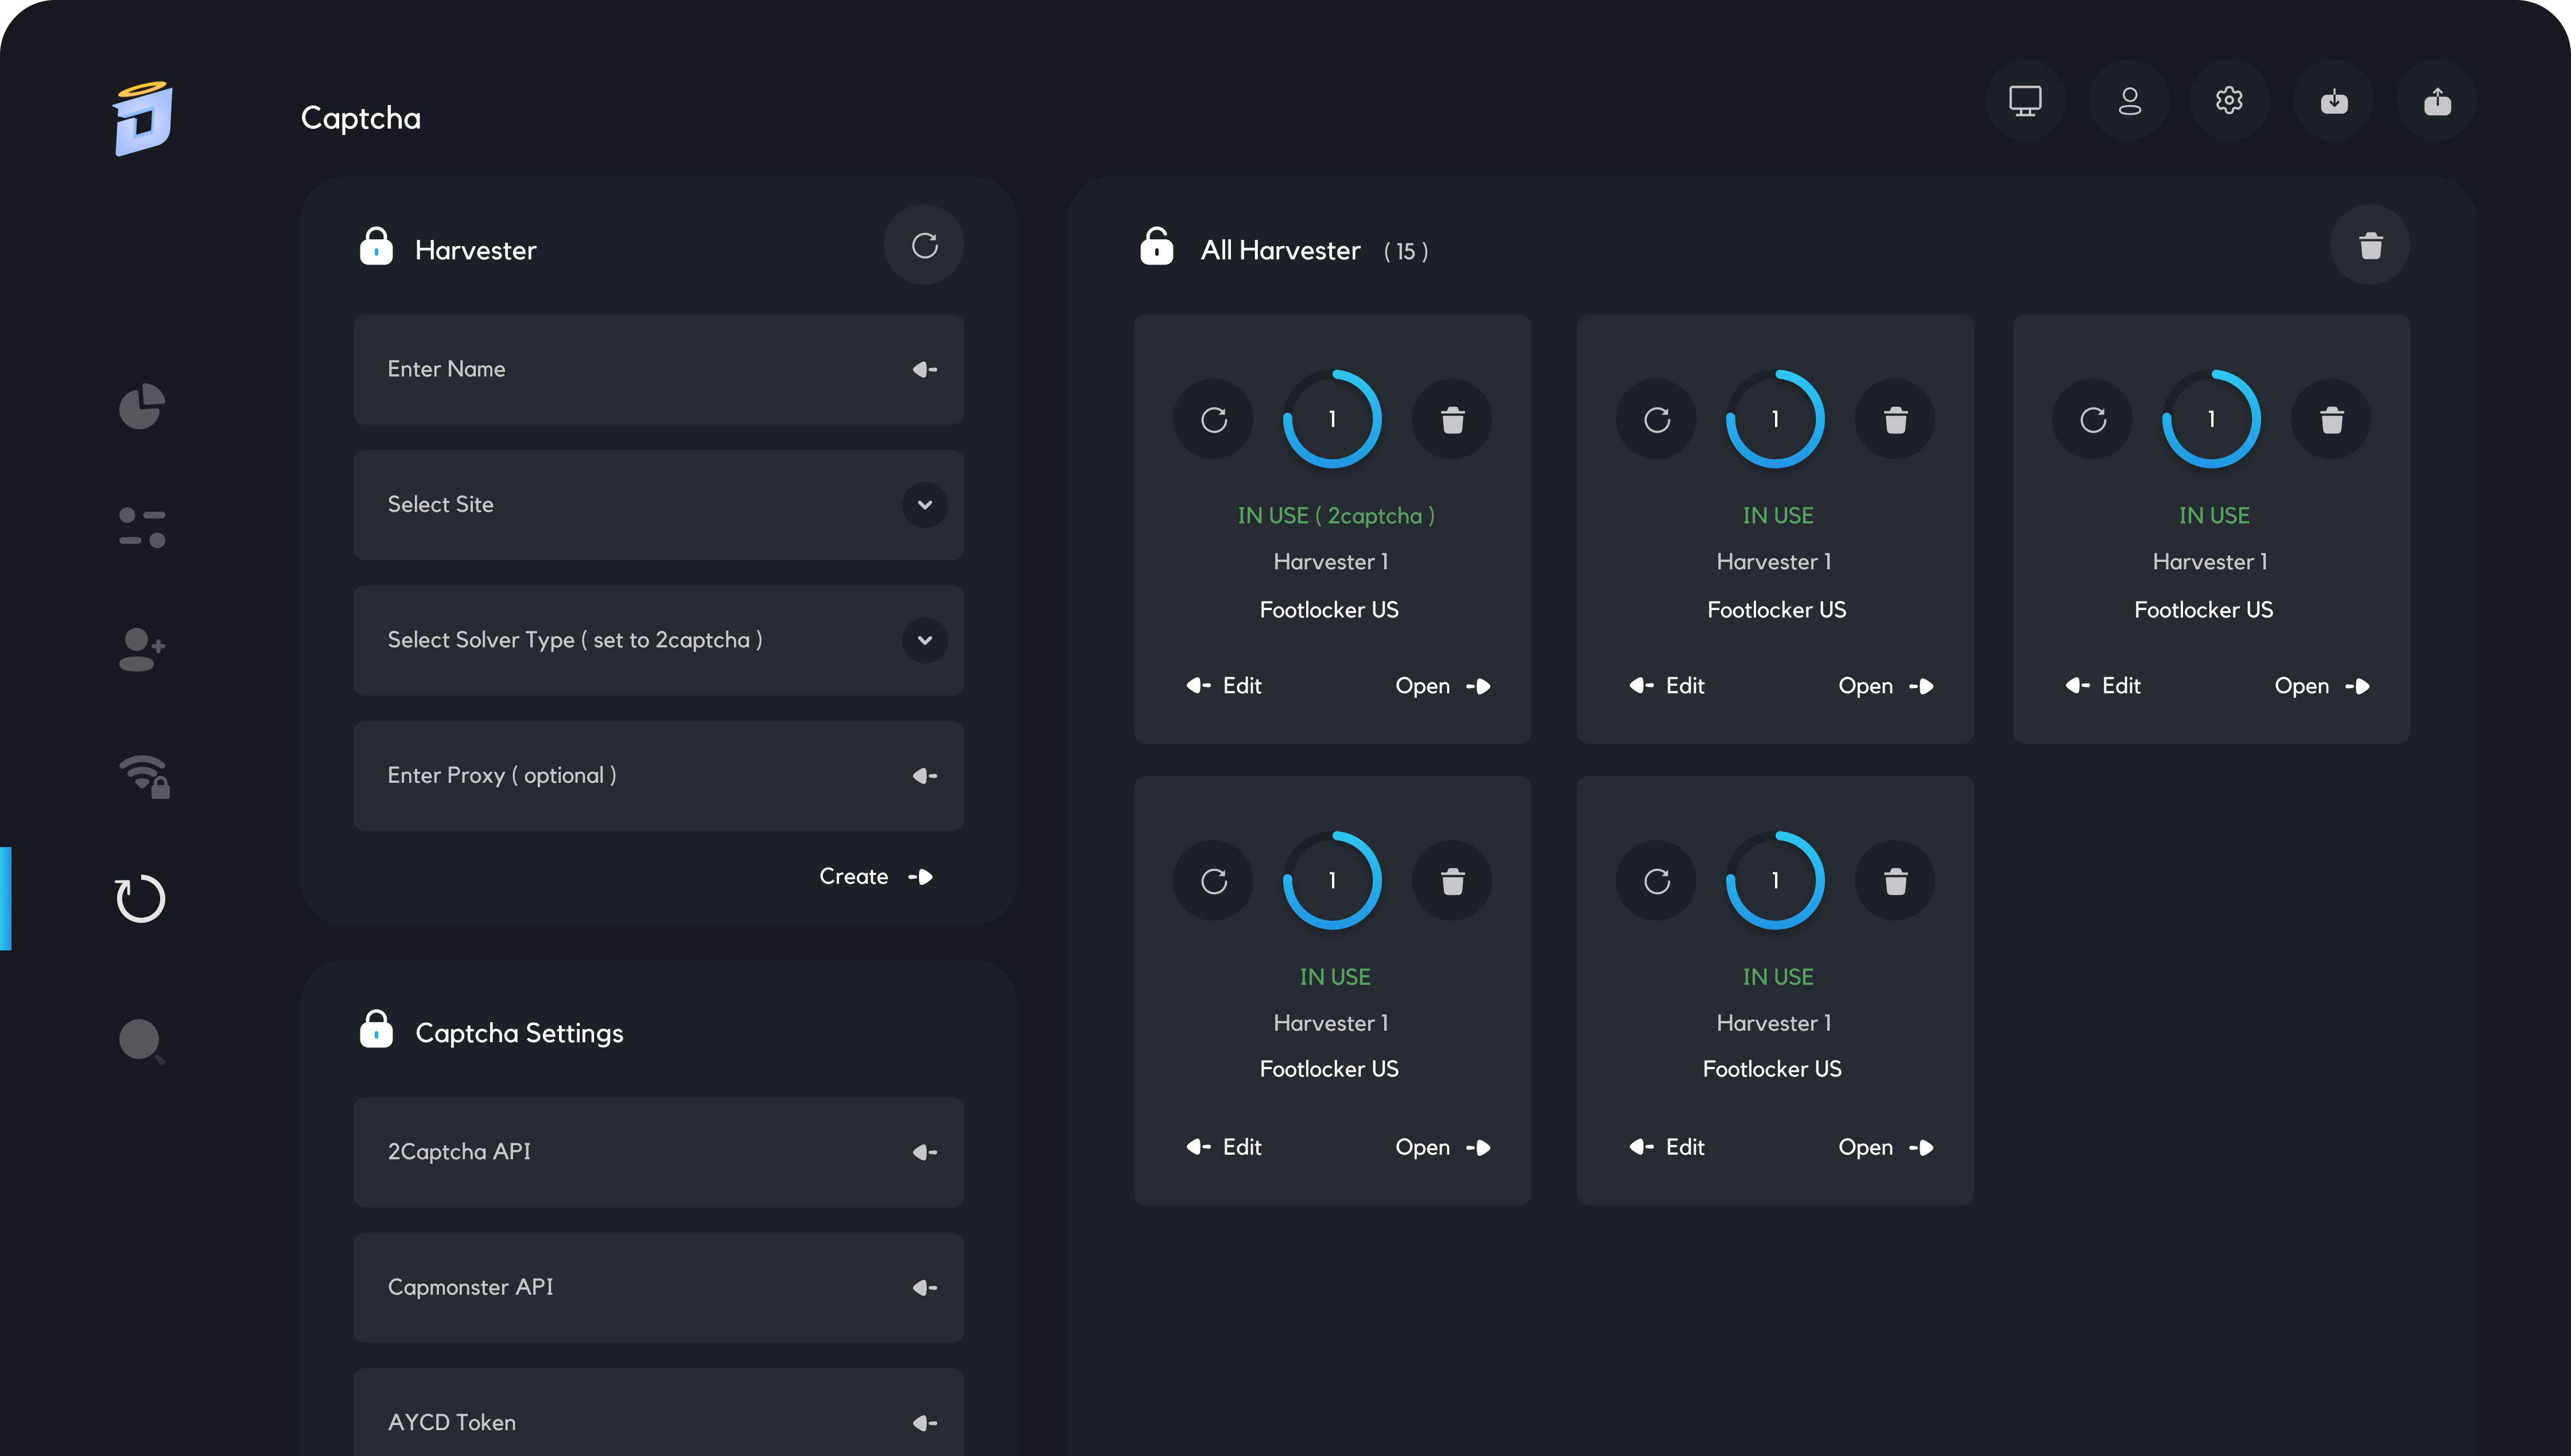 Captcha
Harvester
Enter Name
Select Site
Select Solver Type ( set to 2captcha )
Enter Proxy ( optional )
Create
Captcha Settings
2Captcha API
Capmonster API
AYCD Token
All Harvester ( 15 )
1
IN USE ( 2captcha )
Harvester 1
Footlocker US
Edit Open
1
IN USE
Harvester 1
Footlocker US
Edit Open
1
IN USE
Harvester 1
Footlocker US
Edit Open
1
IN USE
Harvester 1
Footlocker US
Edit Open
1
IN USE
Harvester 1
Footlocker US
Edit Open